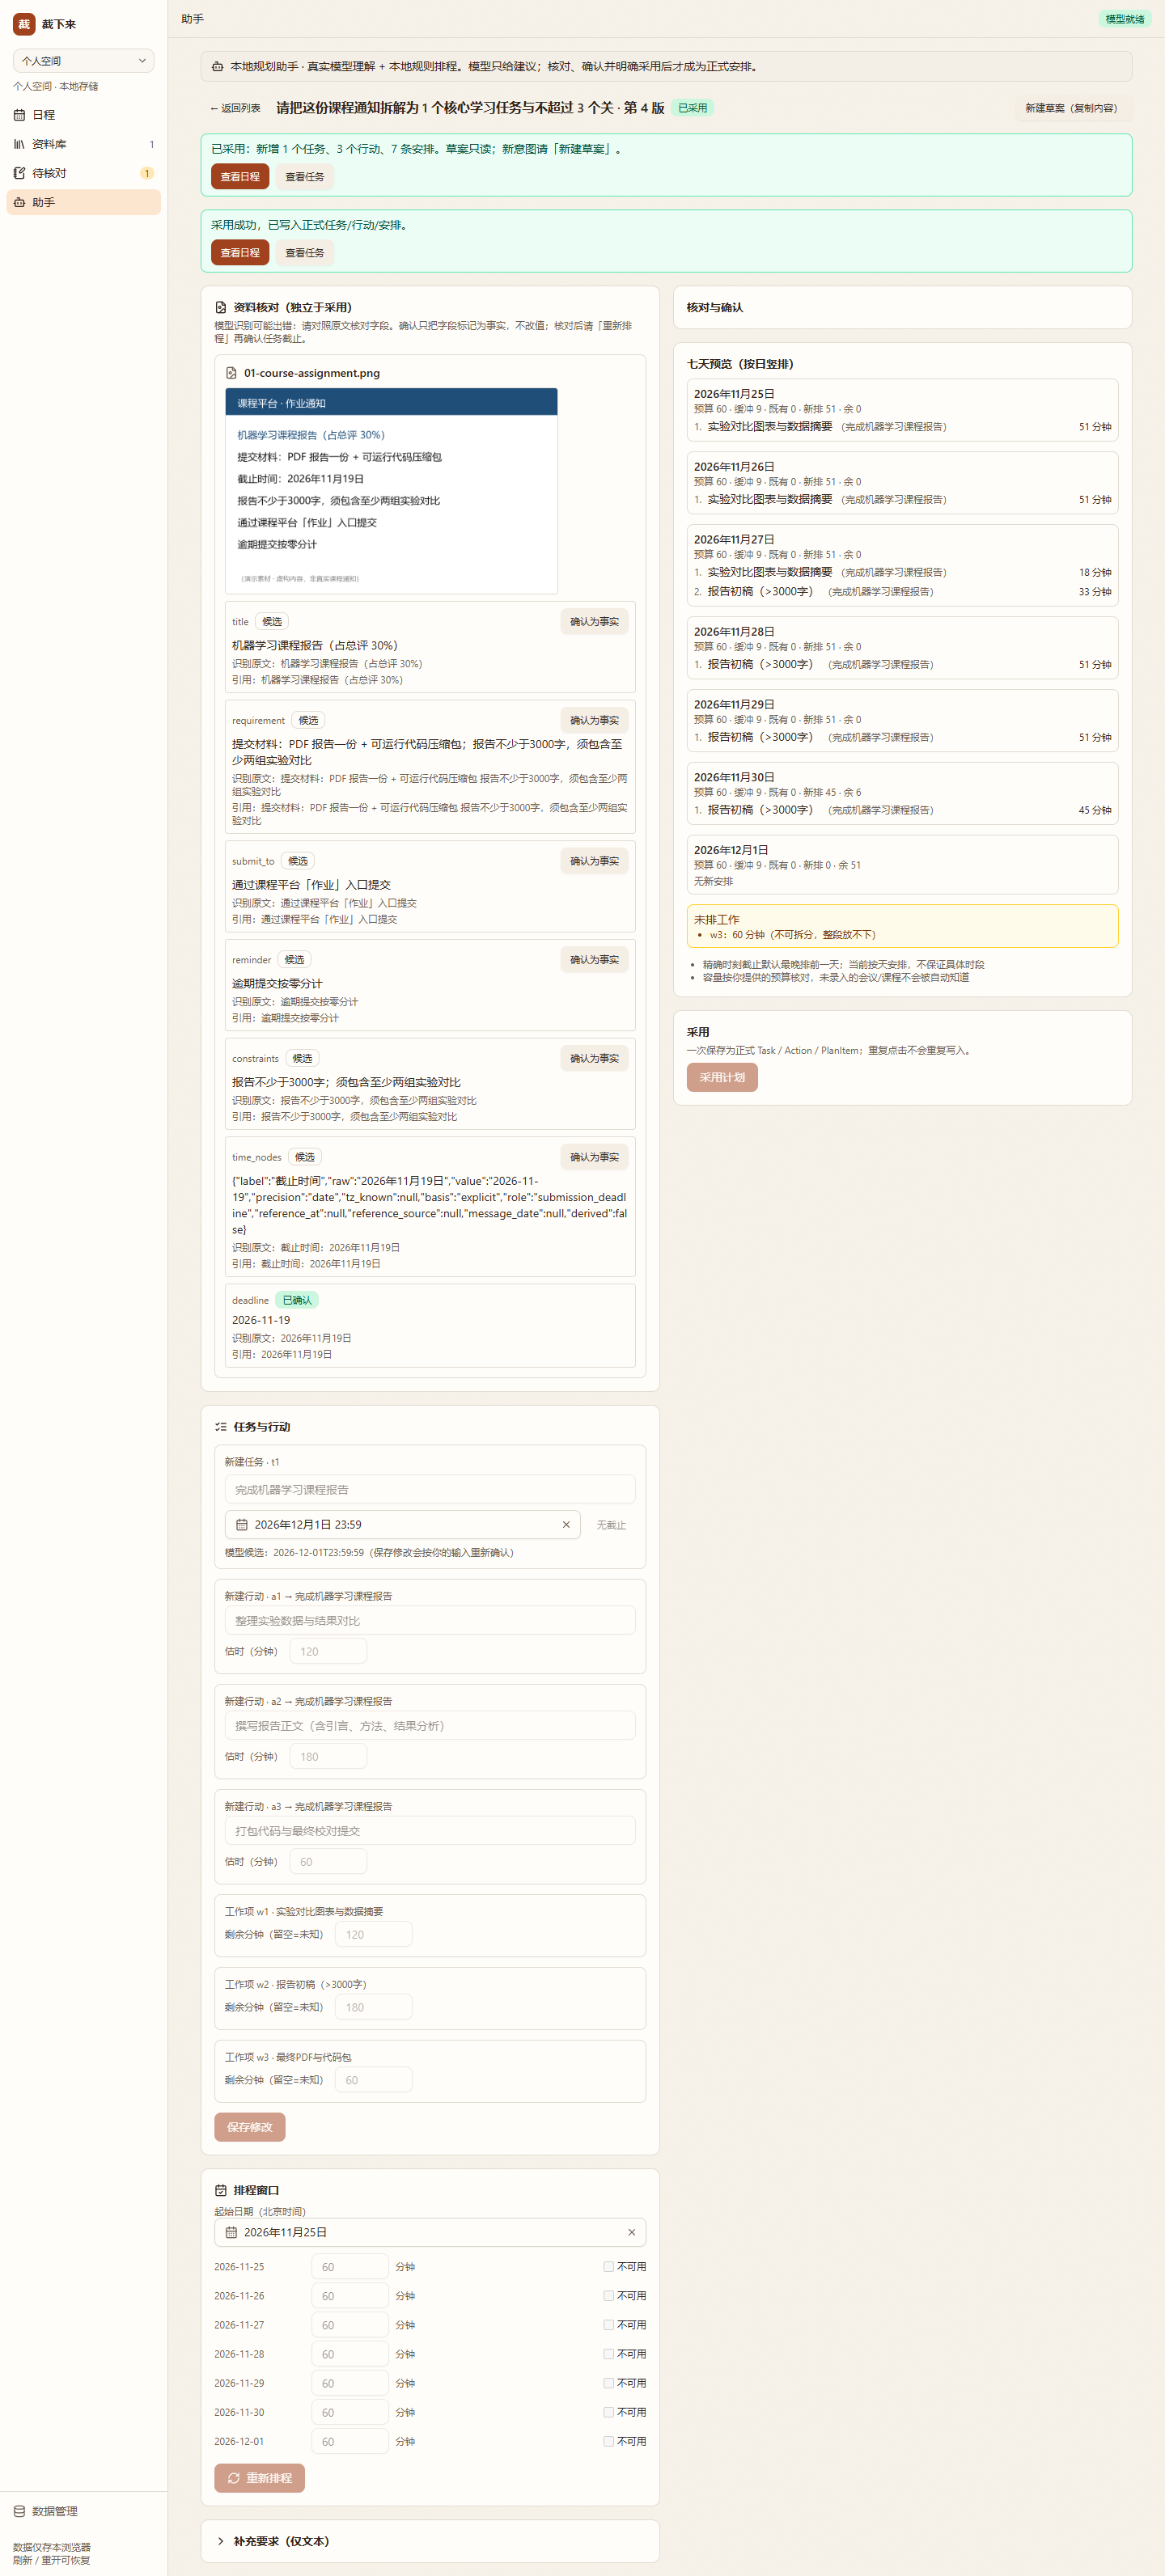 截 截下来
个人空间
个人空间 · 本地存储
日程
资料库 1
待核对 1
助手
数据管理
数据仅存本浏览器
刷新 / 重开可恢复
助手
模型就绪
本地规划助手 · 真实模型理解 + 本地规则排程。模型只给建议；核对、确认并明确采用后才成为正式安排。
← 返回列表 请把这份课程通知拆解为 1 个核心学习任务与不超过 3 个关 · 第 4 版 已采用 新建草案（复制内容）
已采用：新增 1 个任务、3 个行动、7 条安排。草案只读；新意图请「新建草案」。
查看日程 查看任务
采用成功，已写入正式任务/行动/安排。
查看日程 查看任务
资料核对（独立于采用）
模型识别可能出错：请对照原文核对字段。确认只把字段标记为事实，不改值；核对后请「重新排
程」再确认任务截止。
01-course-assignment.png
课程平台 · 作业通知
机器学习课程报告（占总评 30%）
提交材料：PDF 报告一份 + 可运行代码压缩包
截止时间：2026年11月19日
报告不少于3000字，须包含至少两组实验对比
通过课程平台「作业」入口提交
逾期提交按零分计
（演示素材 · 虚构内容，非真实课程通知）
title 候选 确认为事实
机器学习课程报告（占总评 30%）
识别原文：机器学习课程报告（占总评 30%）
引用：机器学习课程报告（占总评 30%）
requirement 候选 确认为事实
提交材料：PDF 报告一份 + 可运行代码压缩包；报告不少于3000字，须包含至
少两组实验对比
识别原文：提交材料：PDF 报告一份 + 可运行代码压缩包 报告不少于3000字，须包含至少两
组实验对比
引用：提交材料：PDF 报告一份 + 可运行代码压缩包 报告不少于3000字，须包含至少两组实
验对比
submit_to 候选 确认为事实
通过课程平台「作业」入口提交
识别原文：通过课程平台「作业」入口提交
引用：通过课程平台「作业」入口提交
reminder 候选 确认为事实
逾期提交按零分计
识别原文：逾期提交按零分计
引用：逾期提交按零分计
constraints 候选 确认为事实
报告不少于3000字；须包含至少两组实验对比
识别原文：报告不少于3000字，须包含至少两组实验对比
引用：报告不少于3000字，须包含至少两组实验对比
time_nodes 候选 确认为事实
{"label":"截止时间","raw":"2026年11月19日","value":"2026-11-
19","precision":"date","tz_known":null,"basis":"explicit","role":"submission_deadl
ine","reference_at":null,"reference_source":null,"message_date":null,"derived":fal
se}
识别原文：截止时间：2026年11月19日
引用：截止时间：2026年11月19日
deadline 已确认
2026-11-19
识别原文：2026年11月19日
引用：2026年11月19日
任务与行动
新建任务 · t1
完成机器学习课程报告
2026年12月1日 23:59 无截止
模型候选：2026-12-01T23:59:59（保存修改会按你的输入重新确认）
新建行动 · a1 → 完成机器学习课程报告
整理实验数据与结果对比
估时（分钟） 120
新建行动 · a2 → 完成机器学习课程报告
撰写报告正文（含引言、方法、结果分析）
估时（分钟） 180
新建行动 · a3 → 完成机器学习课程报告
打包代码与最终校对提交
估时（分钟） 60
工作项 w1 · 实验对比图表与数据摘要
剩余分钟（留空=未知） 120
工作项 w2 · 报告初稿（>3000字）
剩余分钟（留空=未知） 180
工作项 w3 · 最终PDF与代码包
剩余分钟（留空=未知） 60
保存修改
排程窗口
起始日期（北京时间）
2026年11月25日
2026-11-25 60 分钟 不可用
2026-11-26 60 分钟 不可用
2026-11-27 60 分钟 不可用
2026-11-28 60 分钟 不可用
2026-11-29 60 分钟 不可用
2026-11-30 60 分钟 不可用
2026-12-01 60 分钟 不可用
重新排程
补充要求（仅文本）
核对与确认
七天预览（按日竖排）
2026年11月25日
预算 60 · 缓冲 9 · 既有 0 · 新排 51 · 余 0
1. 实验对比图表与数据摘要 （完成机器学习课程报告） 51 分钟
2026年11月26日
预算 60 · 缓冲 9 · 既有 0 · 新排 51 · 余 0
1. 实验对比图表与数据摘要 （完成机器学习课程报告） 51 分钟
2026年11月27日
预算 60 · 缓冲 9 · 既有 0 · 新排 51 · 余 0
1. 实验对比图表与数据摘要 （完成机器学习课程报告） 18 分钟
2. 报告初稿（>3000字） （完成机器学习课程报告） 33 分钟
2026年11月28日
预算 60 · 缓冲 9 · 既有 0 · 新排 51 · 余 0
1. 报告初稿（>3000字） （完成机器学习课程报告） 51 分钟
2026年11月29日
预算 60 · 缓冲 9 · 既有 0 · 新排 51 · 余 0
1. 报告初稿（>3000字） （完成机器学习课程报告） 51 分钟
2026年11月30日
预算 60 · 缓冲 9 · 既有 0 · 新排 45 · 余 6
1. 报告初稿（>3000字） （完成机器学习课程报告） 45 分钟
2026年12月1日
预算 60 · 缓冲 9 · 既有 0 · 新排 0 · 余 51
无新安排
未排工作
• w3：60 分钟（不可拆分，整段放不下）
• 精确时刻截止默认最晚排前一天；当前按天安排，不保证具体时段
• 容量按你提供的预算核对，未录入的会议/课程不会被自动知道
采用
一次保存为正式 Task / Action / PlanItem；重复点击不会重复写入。
采用计划